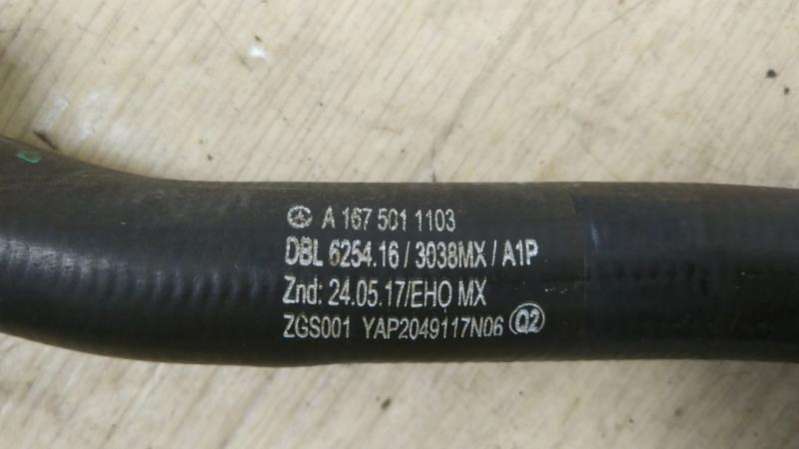 A 167 501 1103
DBL 6254.16 / 3038MX / A1P
Znd: 24.05.17/EHO MX
ZGS001 YAP2049117N06 Q2